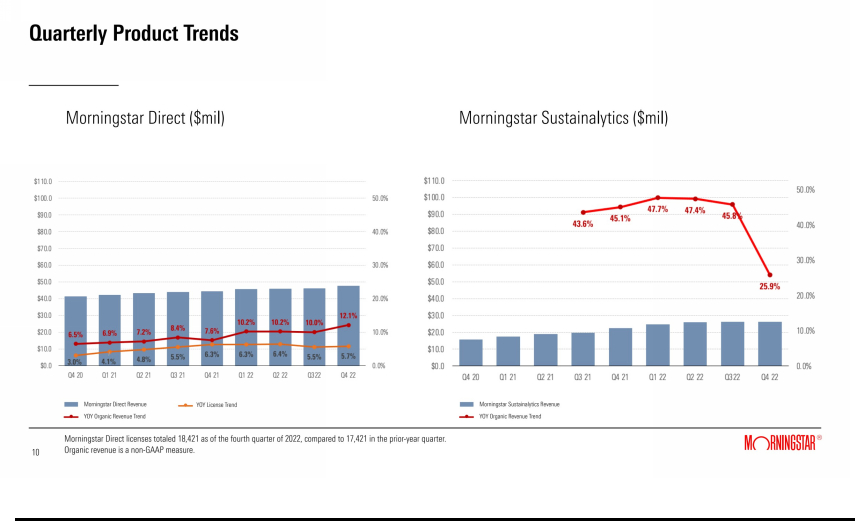 Quarterly Product Trends
Morningstar Direct ($mil)
$110.0
$100.0
$90.0
$80.0
$70.0
$60.0
$50.0
$40.0
$30.0
$20.0
$10.0
$0.0
50.0%
40.0%
30.0%
20.0%
10.0%
0.0%
6.5% 6.9% 7.2% 8.4% 7.6% 10.2% 10.2% 10.0% 12.1%
3.0% 4.1% 4.8% 5.5% 6.3% 6.3% 6.4% 5.5% 5.7%
Q4 20 Q1 21 Q2 21 Q3 21 Q4 21 Q1 22 Q2 22 Q322 Q4 22
Morningstar Direct Revenue YOY License Trend
YOY Organic Revenue Trend
Morningstar Sustainalytics ($mil)
$110.0
$100.0
$90.0
$80.0
$70.0
$60.0
$50.0
$40.0
$30.0
$20.0
$10.0
$0.0
50.0%
40.0%
30.0%
20.0%
10.0%
0.0%
43.6% 45.1% 47.7% 47.4% 45.8% 25.9%
Q4 20 Q1 21 Q2 21 Q3 21 Q4 21 Q1 22 Q2 22 Q322 Q4 22
Morningstar Sustainalytics Revenue
YOY Organic Revenue Trend
Morningstar Direct licenses totaled 18,421 as of the fourth quarter of 2022, compared to 17,421 in the prior-year quarter.
Organic revenue is a non-GAAP measure.
10
MORNINGSTAR®